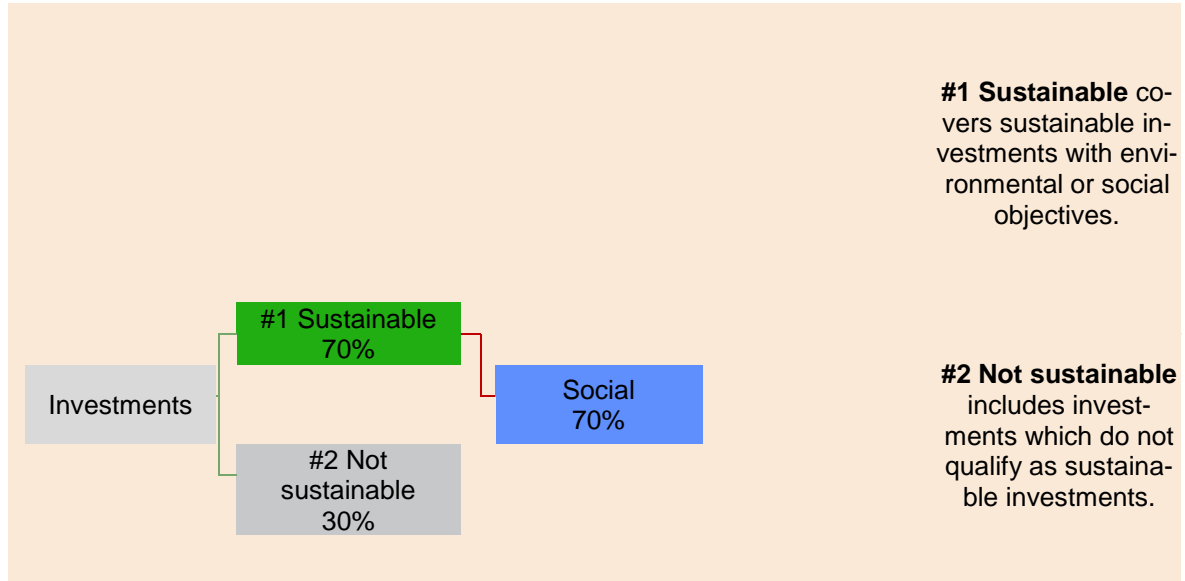 #1 Sustainable co-
vers sustainable in-
vestments with envi-
ronmental or social
objectives.
#1 Sustainable
70%
Investments
Social
70%
#2 Not
sustainable
30%
#2 Not sustainable
includes invest-
ments which do not
qualify as sustaina-
ble investments.